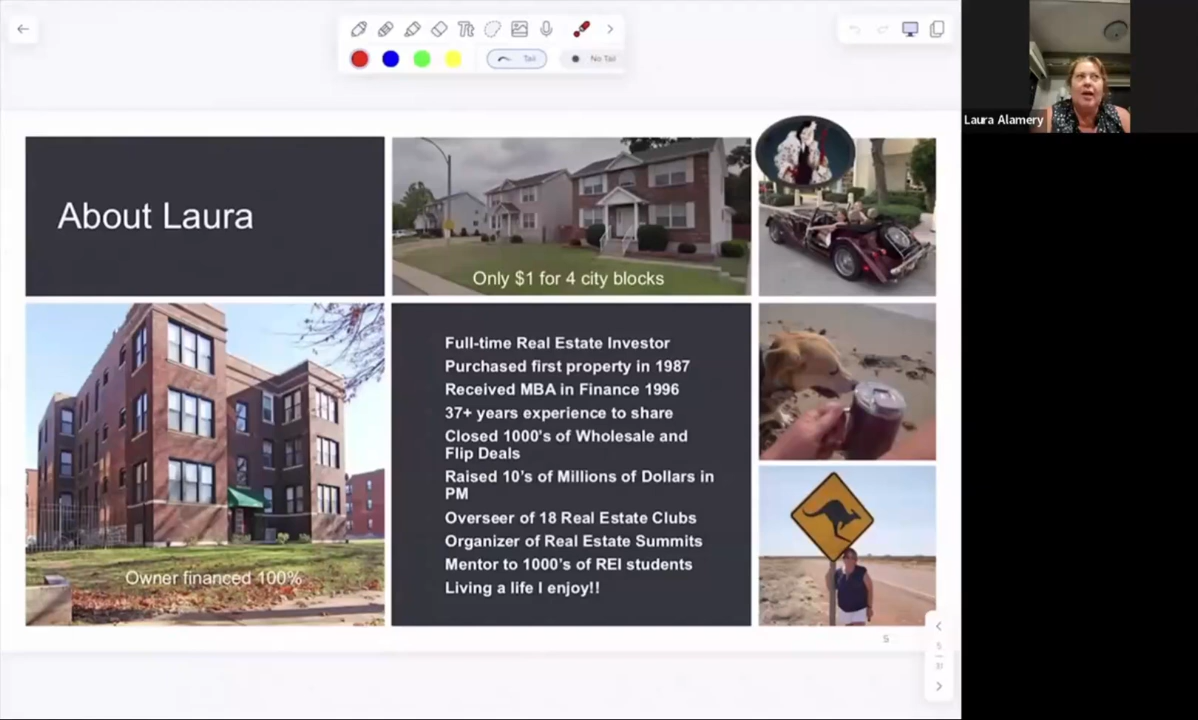 Tt
Tail
No Tail
Laura Alamery
About Laura
Only $1 for 4 city blocks
Owner financed 100%
Full-time Real Estate Investor
Purchased first property in 1987
Received MBA in Finance 1996
37+ years experience to share
Closed 1000's of Wholesale and
Flip Deals
Raised 10's of Millions of Dollars in
PM
Overseer of 18 Real Estate Clubs
Organizer of Real Estate Summits
Mentor to 1000's of REI students
Living a life I enjoy!!
5
5